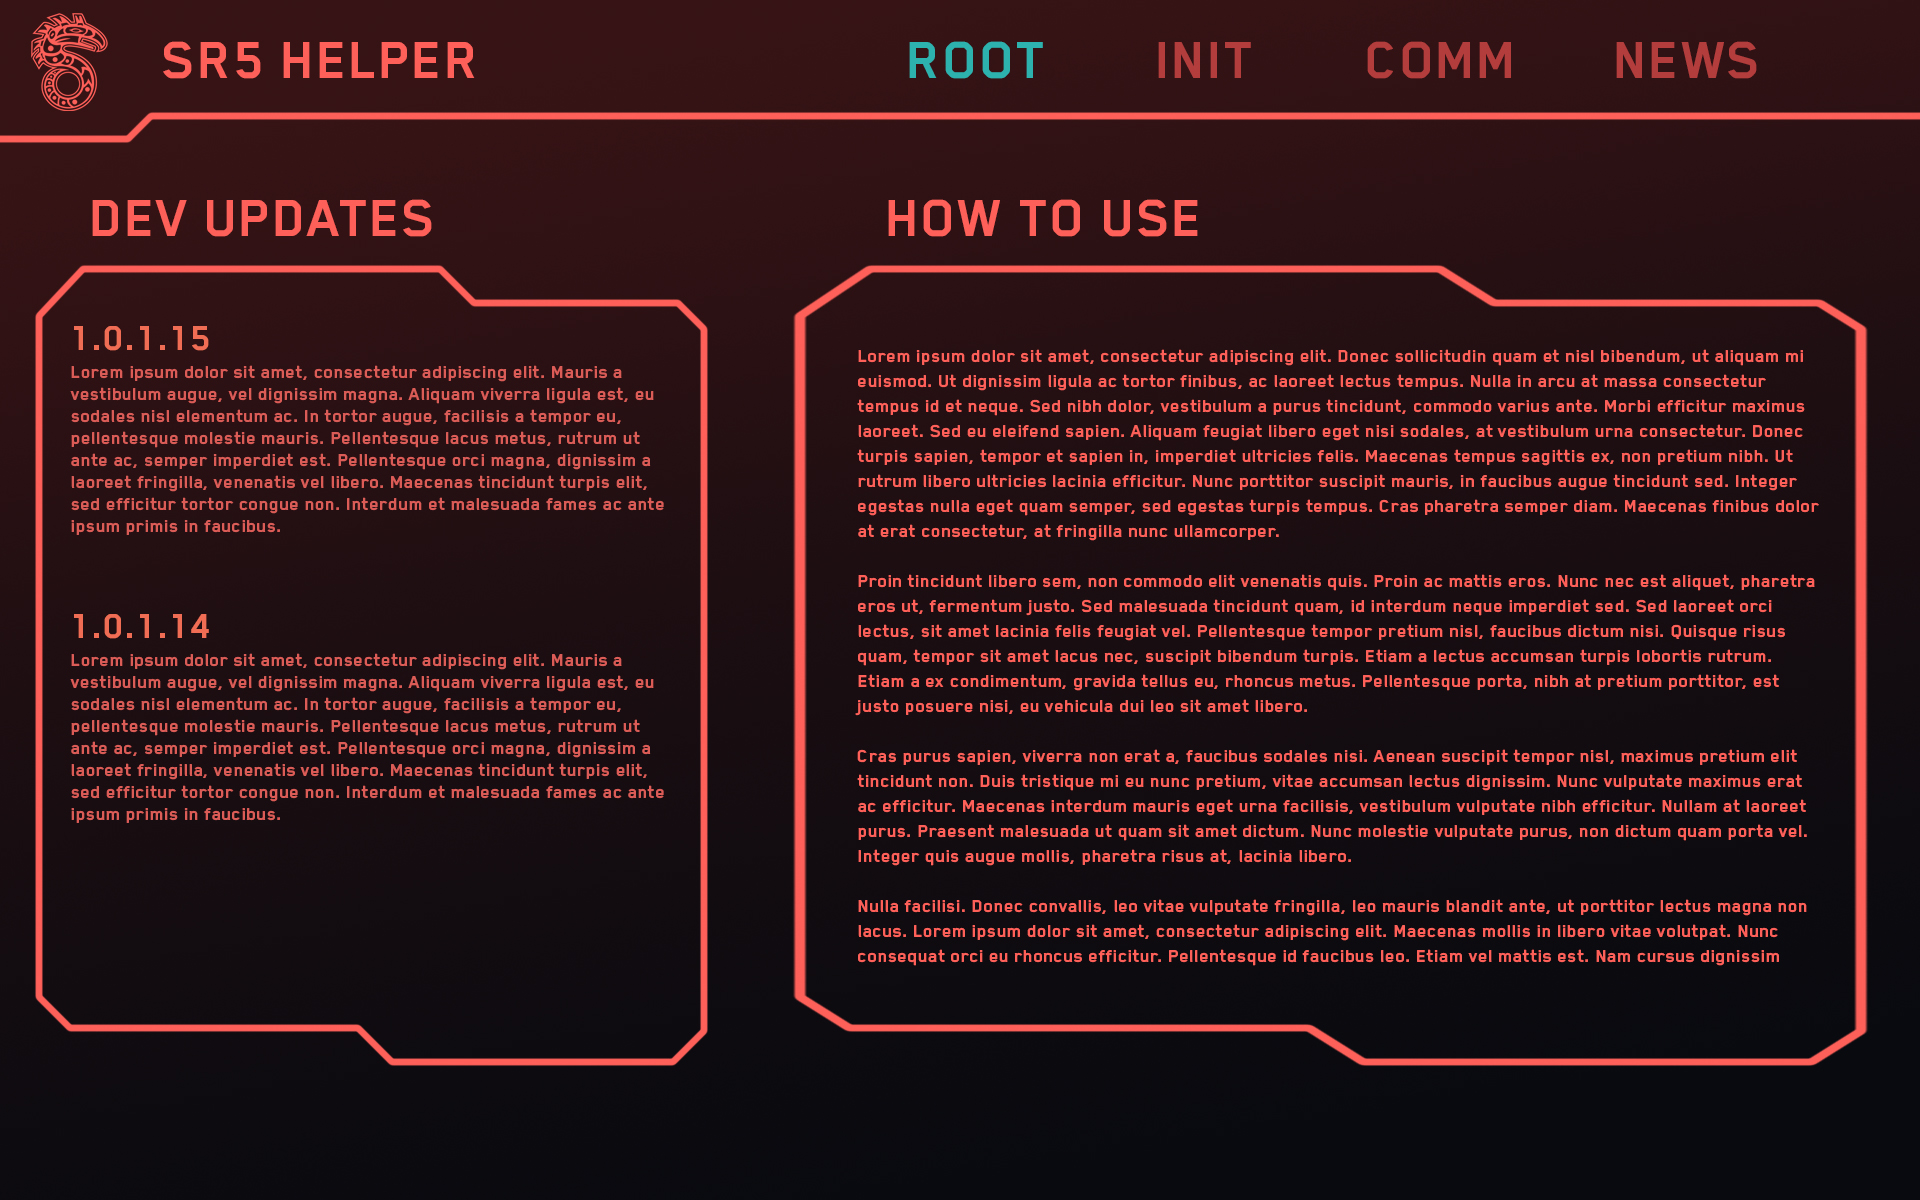 SR5 HELPER
ROOT
INIT
COMM
NEWS
DEV UPDATES
1.0.1.15
Lorem ipsum dolor sit amet, consectetur adipiscing elit. Mauris a
vestibulum augue, vel dignissim magna. Aliquam viverra ligula est, eu
sodales nisl elementum ac. In tortor augue, facilisis a tempor eu,
pellentesque molestie mauris. Pellentesque lacus metus, rutrum ut
ante ac, semper imperdiet est. Pellentesque orci magna, dignissim a
laoreet fringilla, venenatis vel libero. Maecenas tincidunt turpis elit,
sed efficitur tortor congue non. Interdum et malesuada fames ac ante
ipsum primis in faucibus.
1.0.1.14
Lorem ipsum dolor sit amet, consectetur adipiscing elit. Mauris a
vestibulum augue, vel dignissim magna. Aliquam viverra ligula est, eu
sodales nisl elementum ac. In tortor augue, facilisis a tempor eu,
pellentesque molestie mauris. Pellentesque lacus metus, rutrum ut
ante ac, semper imperdiet est. Pellentesque orci magna, dignissim a
laoreet fringilla, venenatis vel libero. Maecenas tincidunt turpis elit,
sed efficitur tortor congue non. Interdum et malesuada fames ac ante
ipsum primis in faucibus.
HOW TO USE
Lorem ipsum dolor sit amet, consectetur adipiscing elit. Donec sollicitudin quam et nisl bibendum, ut aliquam mi
euismod. Ut dignissim ligula ac tortor finibus, ac laoreet lectus tempus. Nulla in arcu at massa consectetur
tempus id et neque. Sed nibh dolor, vestibulum a purus tincidunt, commodo varius ante. Morbi efficitur maximus
laoreet. Sed eu eleifend sapien. Aliquam feugiat libero eget nisi sodales, at vestibulum urna consectetur. Donec
turpis sapien, tempor et sapien in, imperdiet ultricies felis. Maecenas tempus sagittis ex, non pretium nibh. Ut
rutrum libero ultricies lacinia efficitur. Nunc porttitor suscipit mauris, in faucibus augue tincidunt sed. Integer
egestas nulla eget quam semper, sed egestas turpis tempus. Cras pharetra semper diam. Maecenas finibus dolor
at erat consectetur, at fringilla nunc ullamcorper.
Proin tincidunt libero sem, non commodo elit venenatis quis. Proin ac mattis eros. Nunc nec est aliquet, pharetra
eros ut, fermentum justo. Sed malesuada tincidunt quam, id interdum neque imperdiet sed. Sed laoreet orci
lectus, sit amet lacinia felis feugiat vel. Pellentesque tempor pretium nisl, faucibus dictum nisi. Quisque risus
quam, tempor sit amet lacus nec, suscipit bibendum turpis. Etiam a lectus accumsan turpis lobortis rutrum.
Etiam a ex condimentum, gravida tellus eu, rhoncus metus. Pellentesque porta, nibh at pretium porttitor, est
justo posuere nisi, eu vehicula dui leo sit amet libero.
Cras purus sapien, viverra non erat a, faucibus sodales nisi. Aenean suscipit tempor nisl, maximus pretium elit
tincidunt non. Duis tristique mi eu nunc pretium, vitae accumsan lectus dignissim. Nunc vulputate maximus erat
ac efficitur. Maecenas interdum mauris eget urna facilisis, vestibulum vulputate nibh efficitur. Nullam at laoreet
purus. Praesent malesuada ut quam sit amet dictum. Nunc molestie vulputate purus, non dictum quam porta vel.
Integer quis augue mollis, pharetra risus at, lacinia libero.
Nulla facilisi. Donec convallis, leo vitae vulputate fringilla, leo mauris blandit ante, ut porttitor lectus magna non
lacus. Lorem ipsum dolor sit amet, consectetur adipiscing elit. Maecenas mollis in libero vitae volutpat. Nunc
consequat orci eu rhoncus efficitur. Pellentesque id faucibus leo. Etiam vel mattis est. Nam cursus dignissim